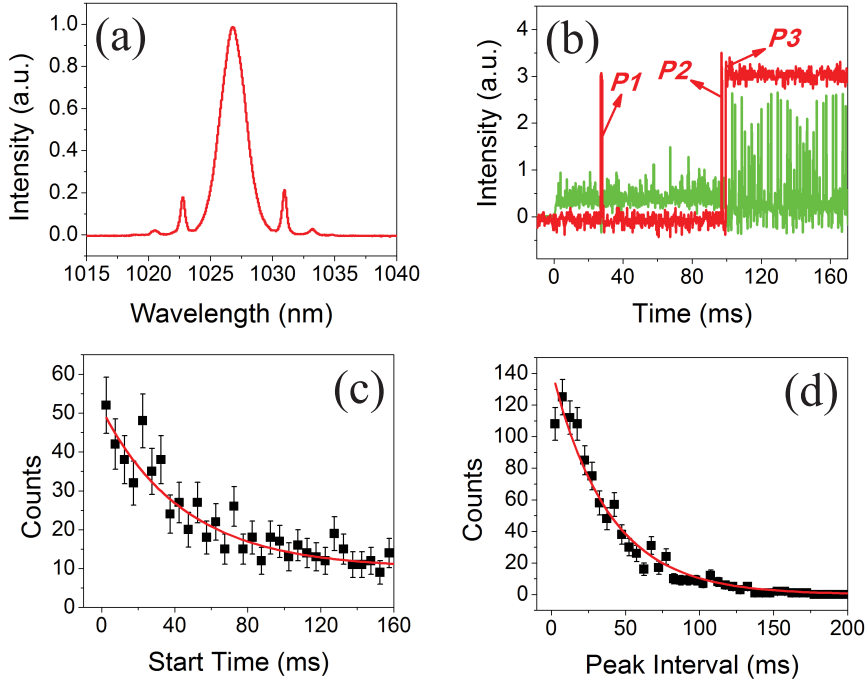 (a)
1.0
0.8
0.6
0.4
0.2
0.0
Intensity (a.u.)
1015 1020 1025 1030 1035 1040
Wavelength (nm)
(b)
P1
P2
P3
4
3
2
1
0
Intensity (a.u.)
0 40 80 120 160
Time (ms)
(c)
60
50
40
30
20
10
0
Counts
0 40 80 120 160
Start Time (ms)
(d)
140
120
100
80
60
40
20
0
Counts
0 50 100 150 200
Peak Interval (ms)